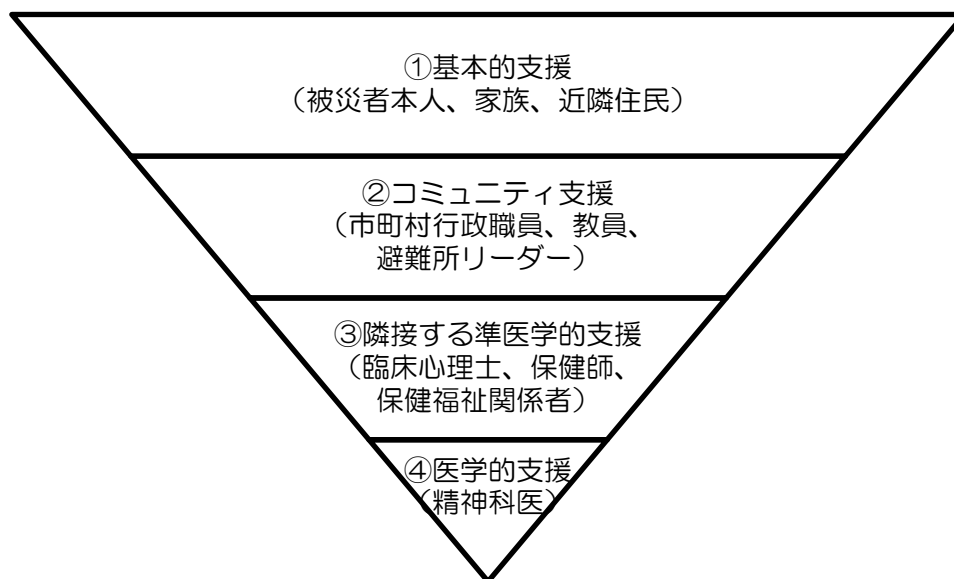 ①基本的支援
（被災者本人、家族、近隣住民）
②コミュニティ支援
（市町村行政職員、教員、
避難所リーダー）
③隣接する準医学的支援
（臨床心理士、保健師、
保健福祉関係者）
④医学的支援
（精神科医）